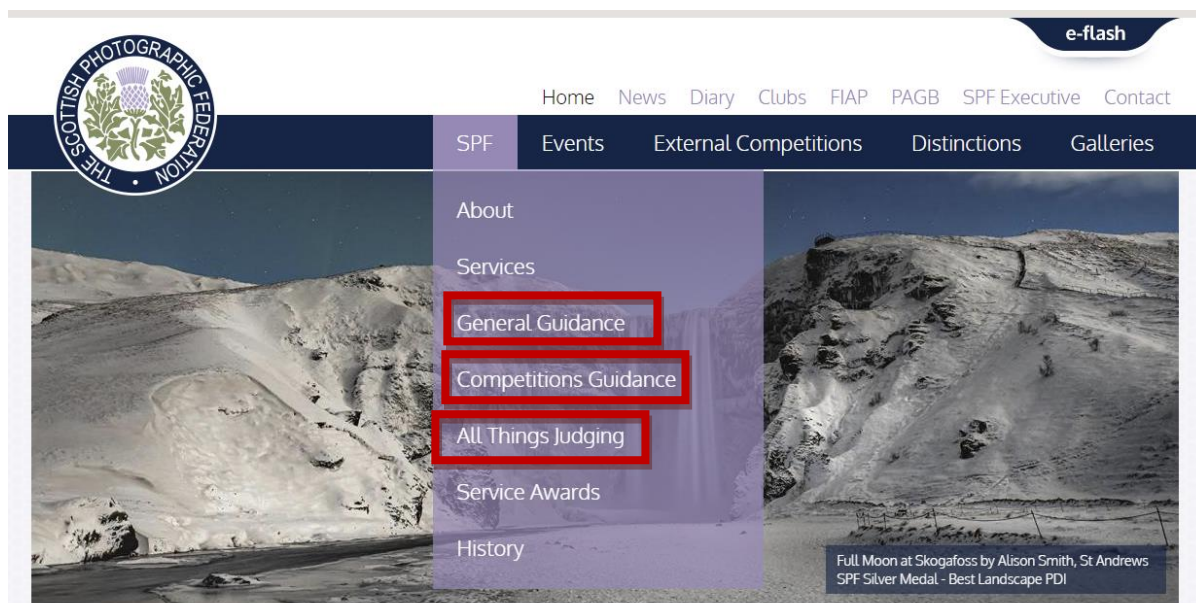 THE SCOTTISH PHOTOGRAPHIC FEDERATION
e-flash
Home News Diary Clubs FIAP PAGB SPF Executive Contact
SPF Events External Competitions Distinctions Galleries
About
Services
General Guidance
Competitions Guidance
All Things Judging
Service Awards
History
Full Moon at Skogafoss by Alison Smith, St Andrews
SPF Silver Medal - Best Landscape PDI